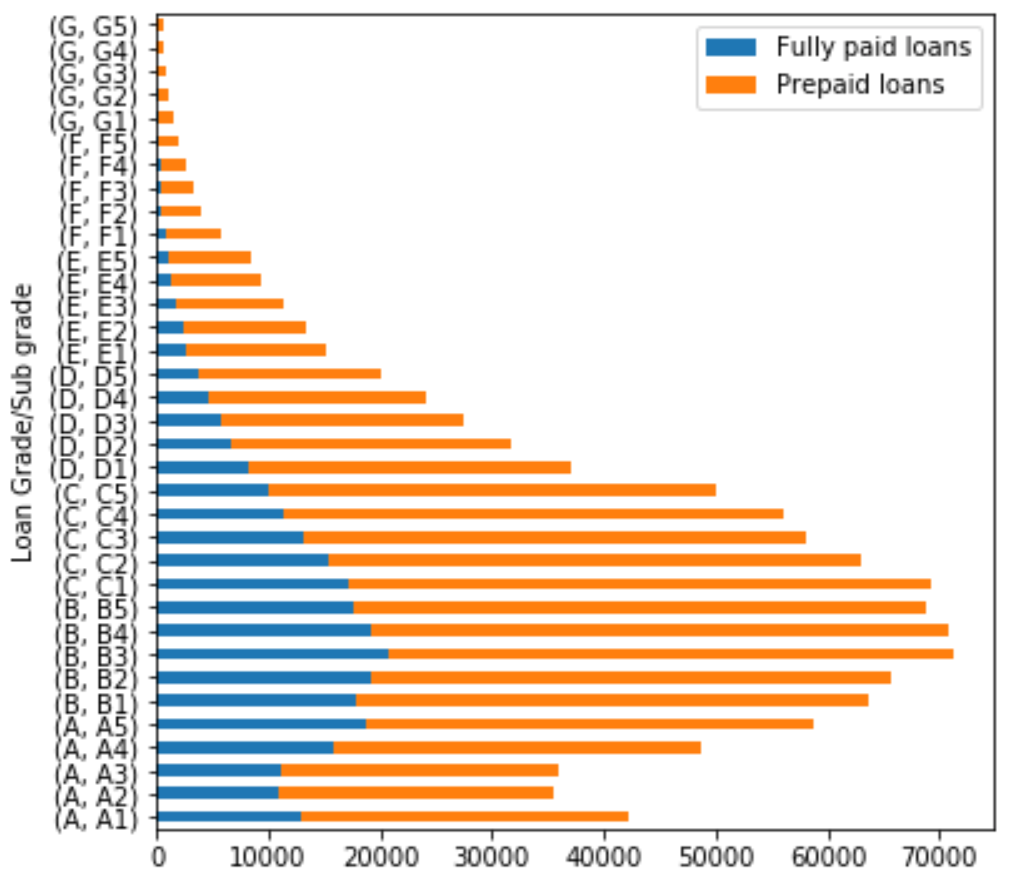 Fully paid loans
Prepaid loans
Loan Grade/Sub grade
(G, G5)
(G, G4)
(G, G3)
(G, G2)
(G, G1)
(F, F5)
(F, F4)
(F, F3)
(F, F2)
(F, F1)
(E, E5)
(E, E4)
(E, E3)
(E, E2)
(E, E1)
(D, D5)
(D, D4)
(D, D3)
(D, D2)
(D, D1)
(C, C5)
(C, C4)
(C, C3)
(C, C2)
(C, C1)
(B, B5)
(B, B4)
(B, B3)
(B, B2)
(B, B1)
(A, A5)
(A, A4)
(A, A3)
(A, A2)
(A, A1)
0 10000 20000 30000 40000 50000 60000 70000